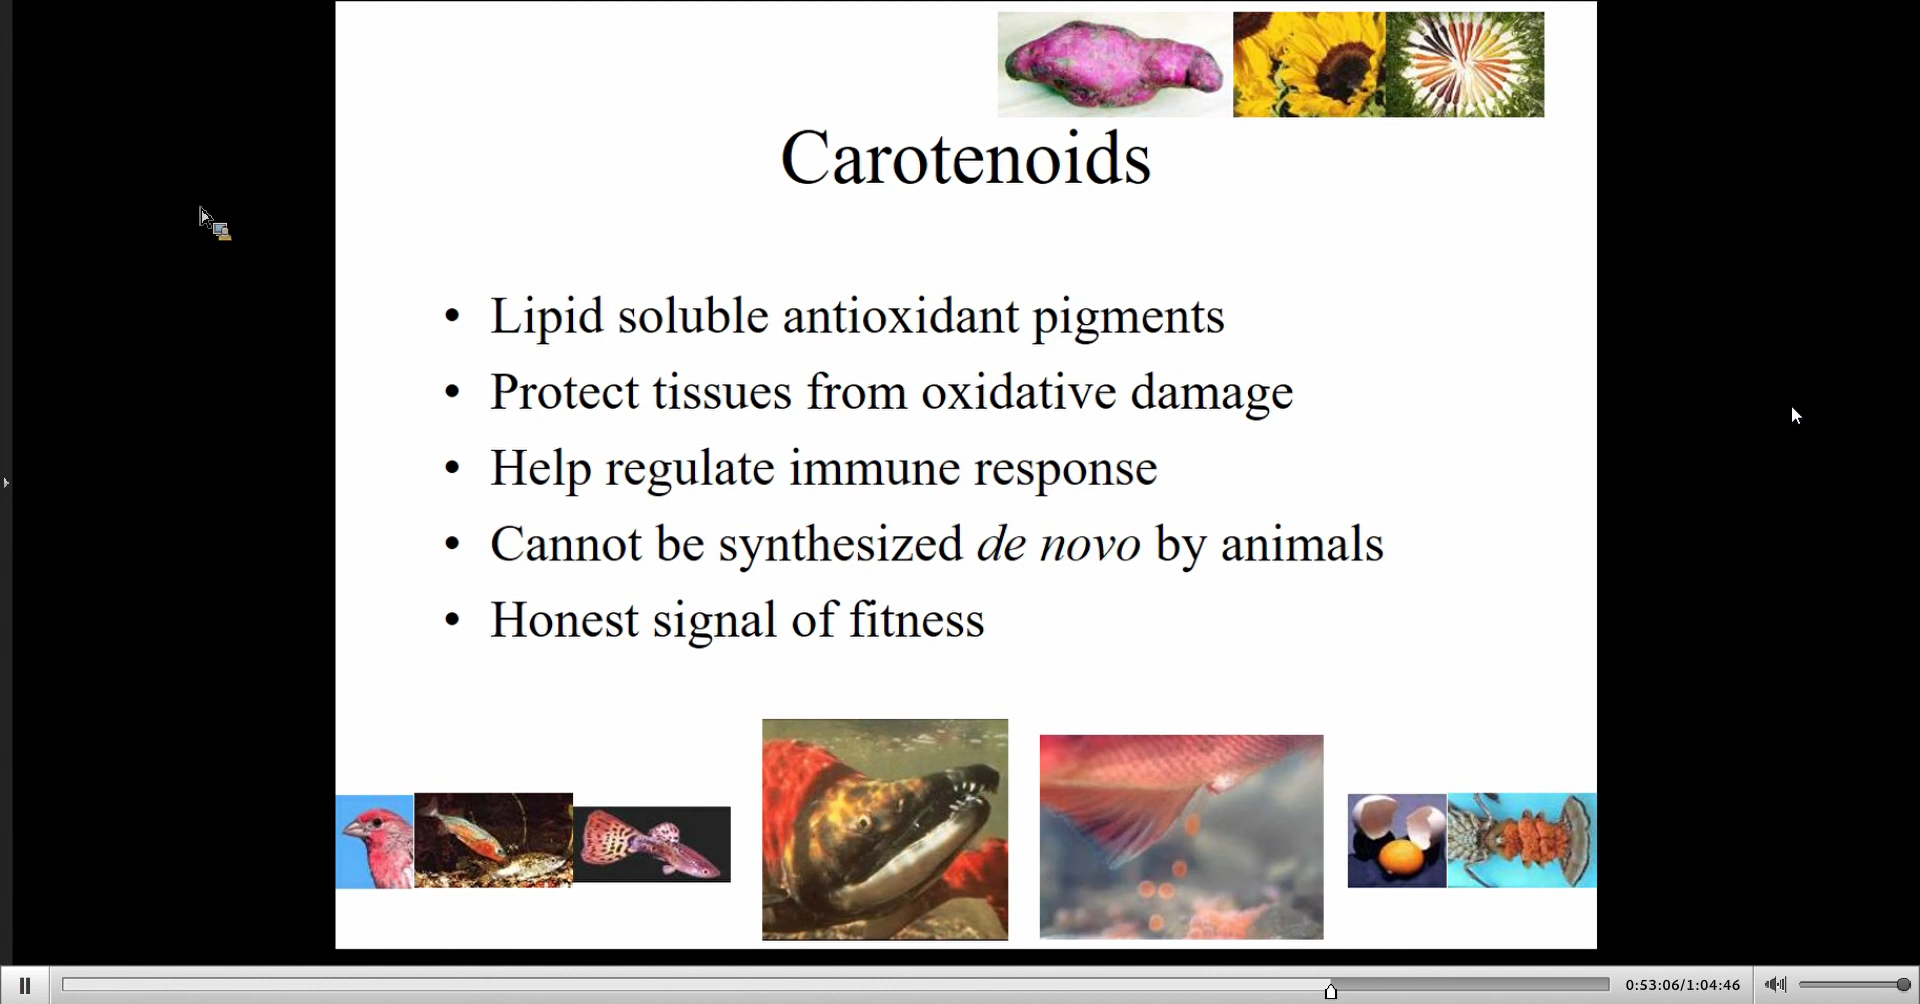 Carotenoids
• Lipid soluble antioxidant pigments
• Protect tissues from oxidative damage
• Help regulate immune response
• Cannot be synthesized de novo by animals
• Honest signal of fitness
0:53:06/1:04:46